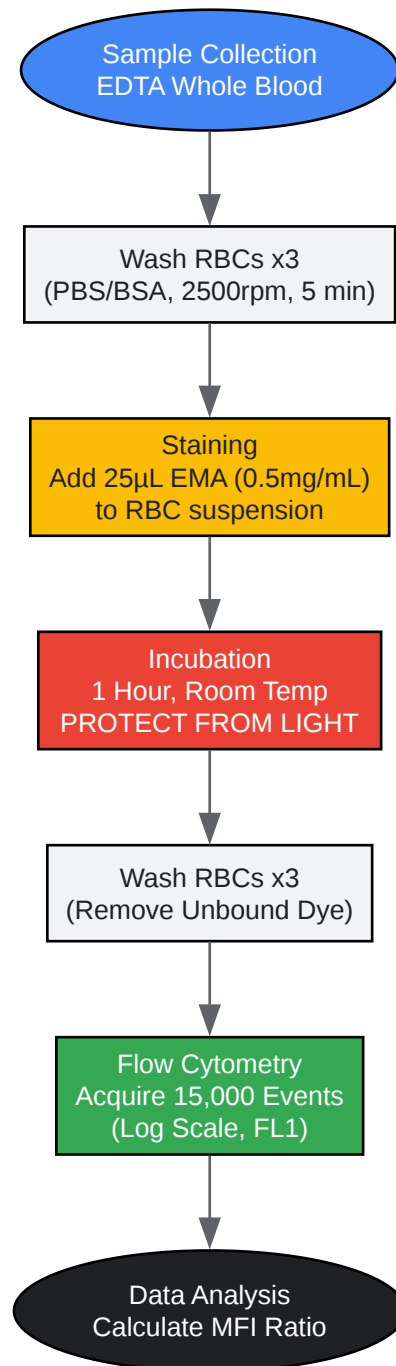 Sample Collection
EDTA Whole Blood
Wash RBCs x3
(PBS/BSA, 2500rpm, 5 min)
Staining
Add 25µL EMA (0.5mg/mL)
to RBC suspension
Incubation
1 Hour, Room Temp
PROTECT FROM LIGHT
Wash RBCs x3
(Remove Unbound Dye)
Flow Cytometry
Acquire 15,000 Events
(Log Scale, FL1)
Data Analysis
Calculate MFI Ratio